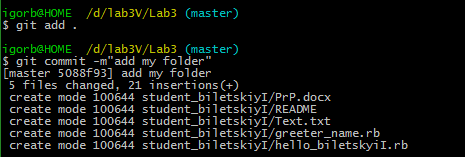 igorb@HOME /d/lab3V/Lab3 (master)
$ git add .
igorb@HOME /d/lab3V/Lab3 (master)
$ git commit -m"add my folder"
[master 5088f93] add my folder
5 files changed, 21 insertions(+)
create mode 100644 student_biletskiyI/PrP.docx
create mode 100644 student_biletskiyI/README
create mode 100644 student_biletskiyI/Text.txt
create mode 100644 student_biletskiyI/greeter_name.rb
create mode 100644 student_biletskiyI/hello_biletskyiI.rb